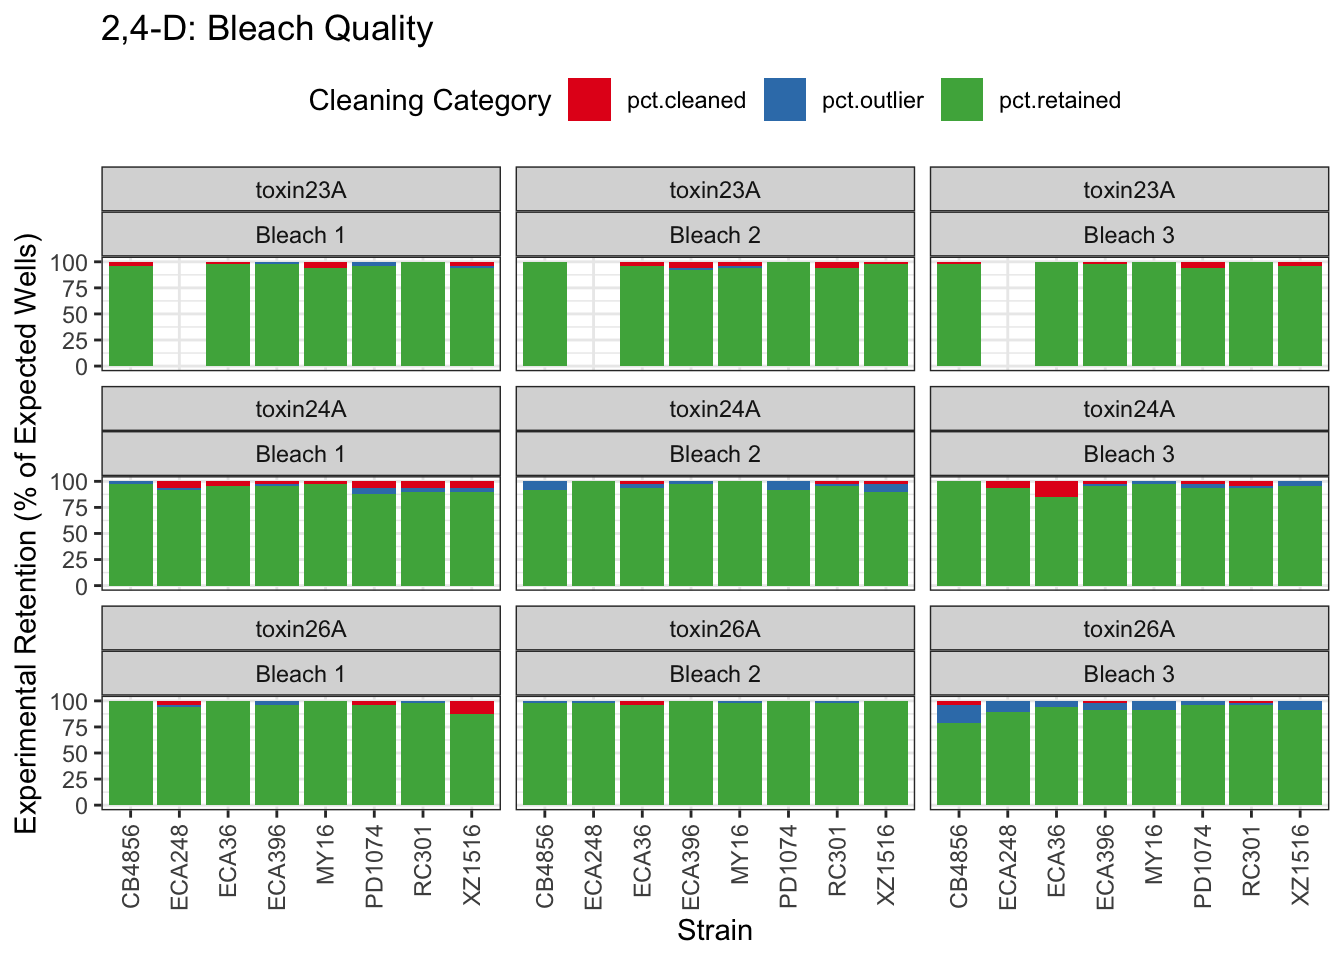 2,4-D: Bleach Quality
Cleaning Category pct.cleaned pct.outlier pct.retained
Experimental Retention (% of Expected Wells)
toxin23A toxin23A toxin23A
Bleach 1 Bleach 2 Bleach 3
100
75
50
25
0
toxin24A toxin24A toxin24A
Bleach 1 Bleach 2 Bleach 3
100
75
50
25
0
toxin26A toxin26A toxin26A
Bleach 1 Bleach 2 Bleach 3
100
75
50
25
0
CB4856 ECA248 ECA36 ECA396 MY16 PD1074 RC301 XZ1516 CB4856 ECA248 ECA36 ECA396 MY16 PD1074 RC301 XZ1516 CB4856 ECA248 ECA36 ECA396 MY16 PD1074 RC301 XZ1516
Strain